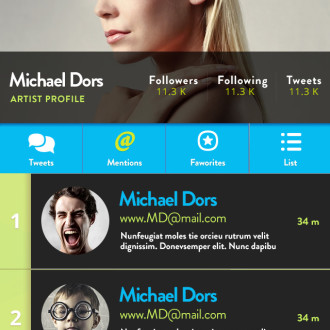 Michael Dors
ARTIST PROFILE
Followers Following Tweets
11.3 K 11.3 K 11.3 K
Tweets Mentions Faworites List
1
Michael Dors
www.MD@mail.com
Nunfeugiat moles tie orcieu rutrum velit
dignissim. Donevsemper elit. Nunc dapibu
34 m
2
Michael Dors
www.MD@mail.com
34 m